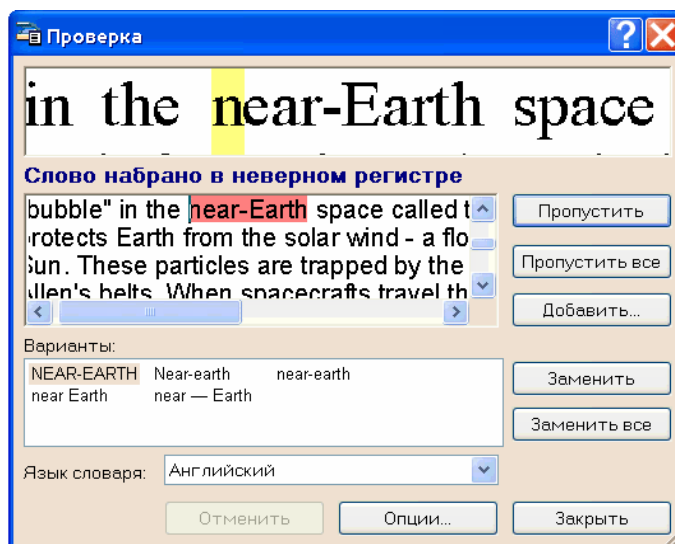 Проверка
in the near-Earth space
Слово набрано в неверном регистре
bubble" in the near-Earth space called t
rotects Earth from the solar wind - a flo
Sun. These particles are trapped by the
Allen's belts. When spacecrafts travel th
Пропустить
Пропустить все
Добавить...
Варианты:
NEAR-EARTH Near-earth near-earth
near Earth near — Earth
Заменить
Заменить все
Язык словаря: Английский
Отменить Опции... Закрыть